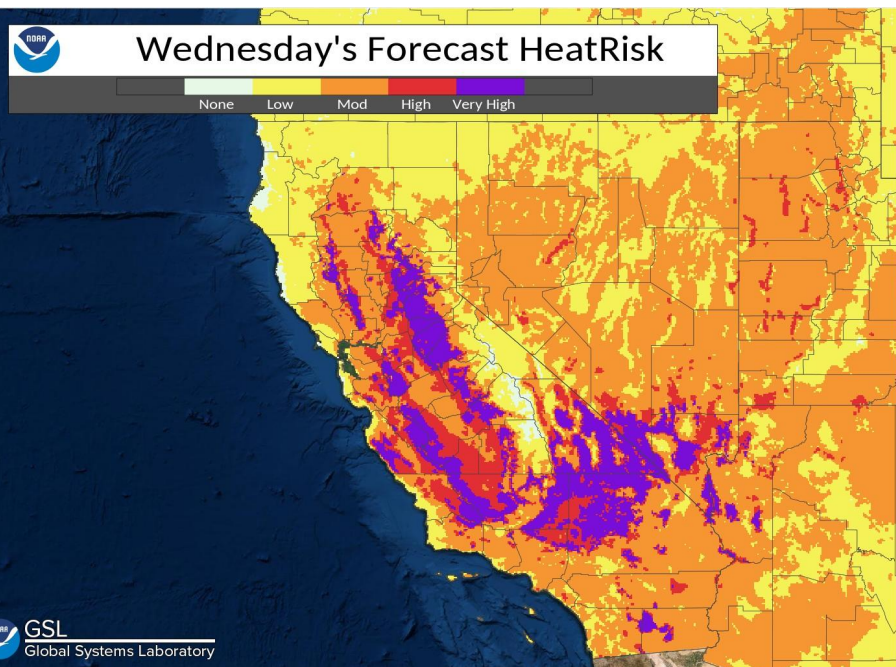 NOAA
Wednesday's Forecast HeatRisk
None Low Mod High Very High
GSL
Global Systems Laboratory